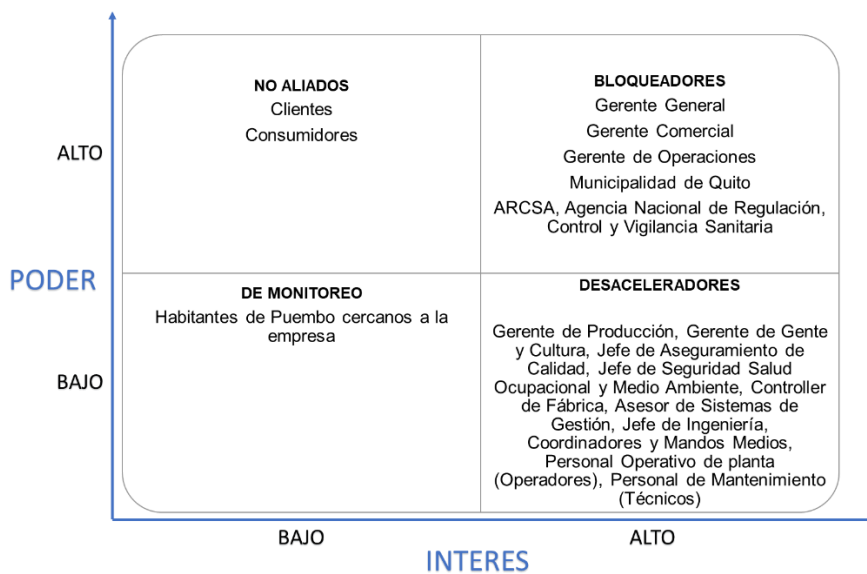 NO ALIADOS
Clientes
Consumidores
BLOQUEADORES
Gerente General
Gerente Comercial
Gerente de Operaciones
Municipalidad de Quito
ARCSA, Agencia Nacional de Regulación,
Control y Vigilancia Sanitaria
ALTO
PODER
DE MONITOREO
Habitantes de Puembo cercanos a la
empresa
DESACELERADORES
Gerente de Producción, Gerente de Gente
y Cultura, Jefe de Aseguramiento de
Calidad, Jefe de Seguridad Salud
Ocupacional y Medio Ambiente, Controller
de Fábrica, Asesor de Sistemas de
Gestión, Jefe de Ingeniería,
Coordinadores y Mandos Medios,
Personal Operativo de planta
(Operadores), Personal de Mantenimiento
(Técnicos)
BAJO
BAJO
ALTO
INTERES